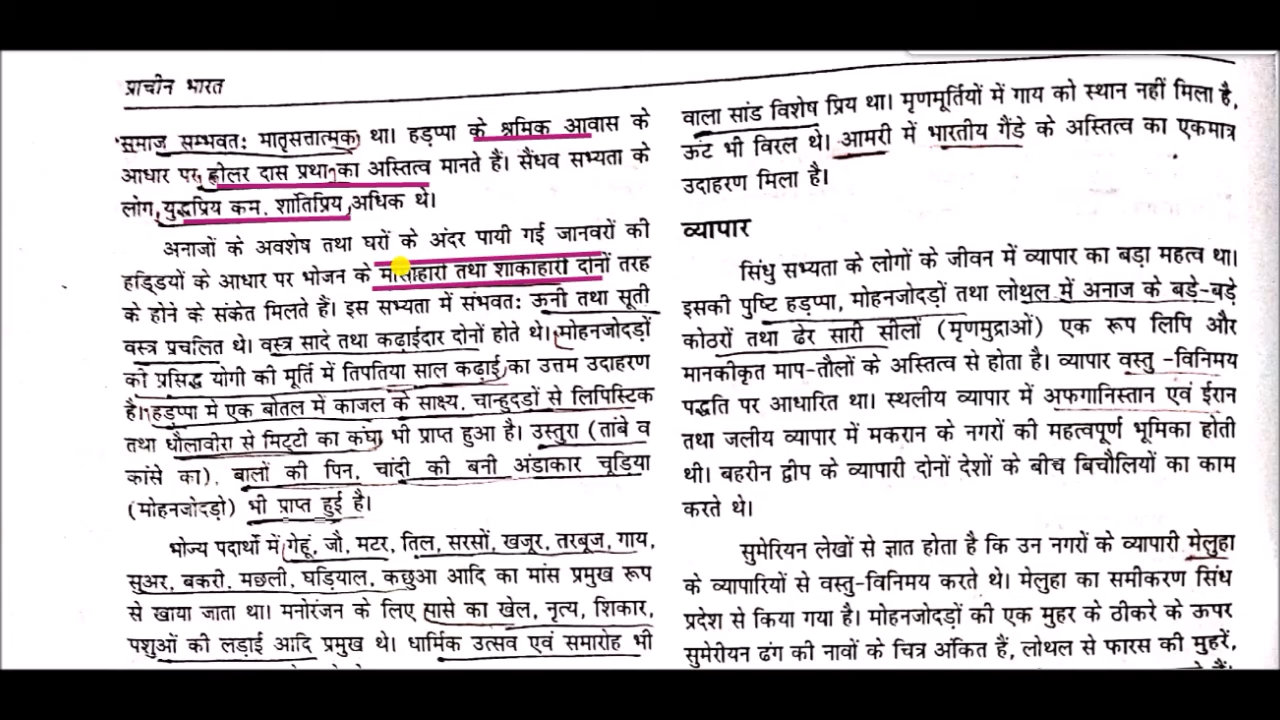 प्राचीन भारत
समाज सम्भवतः मातृसत्तात्मक था। हड़प्पा के श्रमिक आवास के
आधार पर ह्वीलर दास प्रथा का अस्तित्व मानते हैं। सैंधव सभ्यता के
लोग युद्धप्रिय कम, शांतिप्रिय अधिक थे।
अनाजों के अवशेष तथा घरों के अंदर पायी गई जानवरों की
हड्डियों के आधार पर भोजन के मांसाहारी तथा शाकाहारी दोनों तरह
के होने के संकेत मिलते हैं। इस सभ्यता में संभवतः ऊनी तथा सूती
वस्त्र प्रचलित थे। वस्त्र सादे तथा कढ़ाईदार दोनों होते थे। मोहनजोदड़ों
की प्रसिद्ध योगी की मूर्ति में तिपतिया साल कढ़ाई का उत्तम उदाहरण
है। हड़प्पा में एक बोतल में काजल के साक्ष्य, चान्हुदड़ों से लिपिस्टिक
तथा धौलावीरा से मिट्टी का कंघा भी प्राप्त हुआ है। उस्तुरा (तांबे व
कांसे का), बालों की पिन, चांदी की बनी अंडाकार चूड़िया
(मोहनजोदड़ो) भी प्राप्त हुई है।
भोज्य पदार्थों में गेहूं, जौ, मटर, तिल, सरसों, खजूर, तरबूज, गाय,
सुअर, बकरी, मछली, घड़ियाल, कछुआ आदि का मांस प्रमुख रूप
से खाया जाता था। मनोरंजन के लिए पासे का खेल, नृत्य, शिकार,
पशुओं की लड़ाई आदि प्रमुख थे। धार्मिक उत्सव एवं समारोह भी
वाला सांड विशेष प्रिय था। मृणमूर्तियों में गाय को स्थान नहीं मिला है,
ऊंट भी विरल थे। आमरी में भारतीय गैंडे के अस्तित्व का एकमात्र
उदाहरण मिला है।
व्यापार
सिंधु सभ्यता के लोगों के जीवन में व्यापार का बड़ा महत्व था।
इसकी पुष्टि हड़प्पा, मोहनजोदड़ों तथा लोथल में अनाज के बड़े-बड़े
कोठरों तथा ढेर सारी सीलों (मृणमुद्राओं) एक रूप लिपि और
मानकीकृत माप-तौलों के अस्तित्व से होता है। व्यापार वस्तु -विनिमय
पद्धति पर आधारित था। स्थलीय व्यापार में अफगानिस्तान एवं ईरान
तथा जलीय व्यापार में मकरान के नगरों की महत्वपूर्ण भूमिका होती
थी। बहरीन द्वीप के व्यापारी दोनों देशों के बीच बिचौलियों का काम
करते थे।
सुमेरियन लेखों से ज्ञात होता है कि उन नगरों के व्यापारी मेलुहा
के व्यापारियों से वस्तु-विनिमय करते थे। मेलुहा का समीकरण सिंध
प्रदेश से किया गया है। मोहनजोदड़ों की एक मुहर के ठीकरे के ऊपर
सुमेरीयन ढंग की नावों के चित्र अंकित हैं, लोथल से फारस की मुहरें,